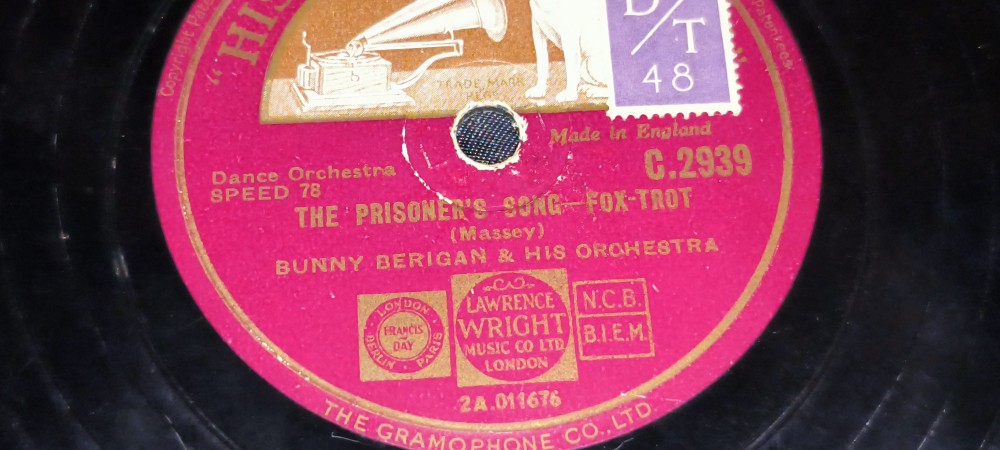 Copyright
"HIS
Patentees
D/T
48
TRADE MARK
Made in England
C.2939
Dance Orchestra
SPEED 78
THE PRISONER'S SONG—FOX-TROT
(Massey)
BUNNY BERIGAN & HIS ORCHESTRA
LONDON
FRANCIS
DAY
BERLIN PARIS
LAWRENCE
WRIGHT
MUSIC CO LTD
LONDON
N.C.B.
B.I.E.M.
2A.011676
THE GRAMOPHONE CO., LTD.